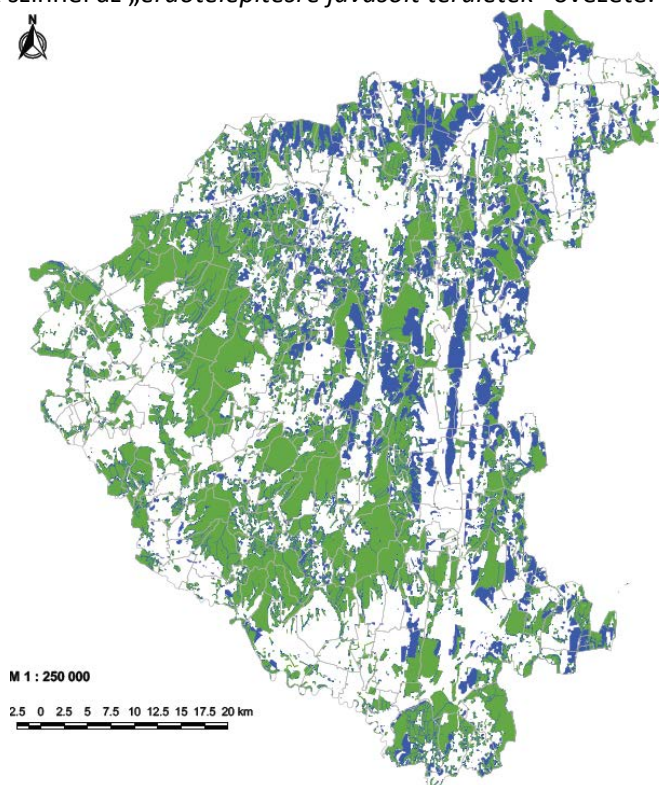 színnel az „erdőtelepítésre javasolt területek" övezetei
N
M 1 : 250 000
2.5 0 2.5 5 7.5 10 12.5 15 17.5 20 km